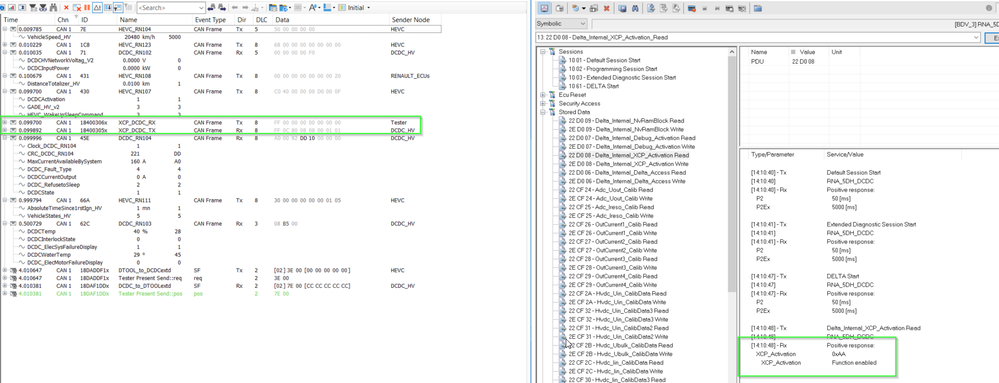 <Search>
Initial
Time Chn ID Name Event Type Dir DLC Data Sender Node
0.009785 CAN 1 7E HEVC_RN104 CAN Frame Tx 5 50 00 00 00 00 HEVC
VehicleSpeed_HV 20480 km/h 5000
0.010229 CAN 1 1C8 HEVC_RN123 CAN Frame Tx 8 68 00 00 00 00 00 00 00 HEVC
0.010035 CAN 1 71 DCDC_RN102 CAN Frame Rx 5 00 00 00 00 F0 DCDC_HV
DCDCHVNetworkVoltag_V2 0.0000 V 0
DCDCInputPower 0.0000 kW 0
0.100679 CAN 1 431 HEVC_RN108 CAN Frame Tx 8 00 00 00 00 00 00 00 20 RENAULT_ECUs
DistanceTotalizer_HV 0.0100 km 1
0.099700 CAN 1 430 HEVC_RN107 CAN Frame Tx 8 C0 40 00 00 00 D0 00 0F HEVC
DCDCActivation 1 1
GADE_HV_v2 3 3
HEVC_WakeUpSleepCommand 3 3
0.099700 CAN 1 18400306x XCP_DCDC_RX CAN Frame Tx 8 FF 00 00 00 00 00 00 00 Tester
0.099892 CAN 1 18400305x XCP_DCDC_TX CAN Frame Rx 8 FF 0C 80 08 08 00 01 01 DCDC_HV
0.099996 CAN 1 45E DCDC_RN104 CAN Frame Rx 8 A0 00 92 DD 10 00 00 00 DCDC_HV
Clock_DCDC_RN104 1 1
CRC_DCDC_RN104 221 DD
MaxCurrentAvailableBySystem 160 A A0
DCDC_Fault_Type 4 4
DCDCCurrentOutput 0 A 0
DCDC_RefusetoSleep 2 2
DCDCState 1 1
0.999794 CAN 1 66A HEVC_RN111 CAN Frame Tx 8 30 00 00 00 00 00 01 05 HEVC
AbsoluteTimeSince1rstIgn_HV 1 mn 1
VehicleStates_HV 5 5
0.500729 CAN 1 62C DCDC_RN103 CAN Frame Rx 3 08 B5 00 DCDC_HV
DCDCTemp 40 % 28
DCDCInterlockState 0 0
DCDC_ElecSysFailureDisplay 1 1
DCDCWaterTemp 29 ° 45
DCDC_ElecMotorFailureDisplay 0 0
4.010647 CAN 1 18DADDF1x DTOOL_to_DCDCextd SF Tx 2 [02] 3E 00 [00 00 00 00 00] HEVC
4.010647 CAN 1 18DADDF1x Tester Present Send::req req 2 3E 00
4.010381 CAN 1 18DAF1DDx DCDC_to_DTOOLextd SF Rx 2 [02] 7E 00 [CC CC CC CC CC] DCDC_HV
4.010381 CAN 1 18DAF1DDx Tester Present Send::pos pos 2 7E 00
Symbolic
[BDV_3] RNA_5D
13: 22 D0 08 - Delta_Internal_XCP_Activation_Read
Ex
Sessions
10 01 - Default Session Start
10 02 - Programming Session Start
10 03 - Extended Diagnostic Session Start
10 61 - DELTA Start
Ecu Reset
Security Access
Stored Data
22 D0 09 - Delta_Internal_NvRamBlock Read
2E D0 09 - Delta_Internal_NvRamBlock Write
22 D0 07 - Delta_Internal_Debug_Activation Read
2E D0 07 - Delta_Internal_Debug_Activation Write
22 D0 08 - Delta_Internal_XCP_Activation Read
2E D0 08 - Delta_Internal_XCP_Activation Write
22 D0 06 - Delta_Internal_Delta_Access Read
2E D0 06 - Delta_Internal_Delta_Access Write
22 CF 24 - Adc_Uout_Calib Read
2E CF 24 - Adc_Uout_Calib Write
22 CF 25 - Adc_Ireso_Calib Read
2E CF 25 - Adc_Ireso_Calib Write
22 CF 26 - OutCurrent1_Calib Read
2E CF 26 - OutCurrent1_Calib Write
22 CF 27 - OutCurrent2_Calib Read
2E CF 27 - OutCurrent2_Calib Write
22 CF 28 - OutCurrent3_Calib Read
2E CF 28 - OutCurrent3_Calib Write
22 CF 29 - OutCurrent4_Calib Read
2E CF 29 - OutCurrent4_Calib Write
22 CF 2A - Hvdc_Uin_CalibData Read
2E CF 2A - Hvdc_Uin_CalibData Write
22 CF 32 - Hvdc_Uin_CalibData3 Read
2E CF 32 - Hvdc_Uin_CalibData3 Write
22 CF 31 - Hvdc_Uin_CalibData2 Read
2E CF 31 - Hvdc_Uin_CalibData2 Write
22 CF 2B - Hvdc_Ubulk_CalibData Read
2E CF 2B - Hvdc_Ubulk_CalibData Write
22 CF 2C - Hvdc_Iin_CalibData Read
2E CF 2C - Hvdc_Iin_CalibData Write
22 CF 30 - Hvdc_Iin_CalibData3 Read
Name Value Unit
PDU 22 D0 08
Type/Parameter Service/Value
[14:10:40] - Tx Default Session Start
[14:10:40] RNA_5DH_DCDC
[14:10:40] - Rx Positive response:
P2 50 [ms]
P2Ex 5000 [ms]
[14:10:41] - Tx Extended Diagnostic Session Start
[14:10:41] RNA_5DH_DCDC
[14:10:41] - Rx Positive response:
P2 50 [ms]
P2Ex 5000 [ms]
[14:10:47] - Tx DELTA Start
[14:10:47] RNA_5DH_DCDC
[14:10:47] - Rx Positive response:
P2 50 [ms]
P2Ex 5000 [ms]
[14:10:48] - Tx Delta_Internal_XCP_Activation Read
[14:10:48] RNA_5DH_DCDC
[14:10:48] - Rx Positive response:
XCP_Activation 0xAA
XCP_Activation Function enabled